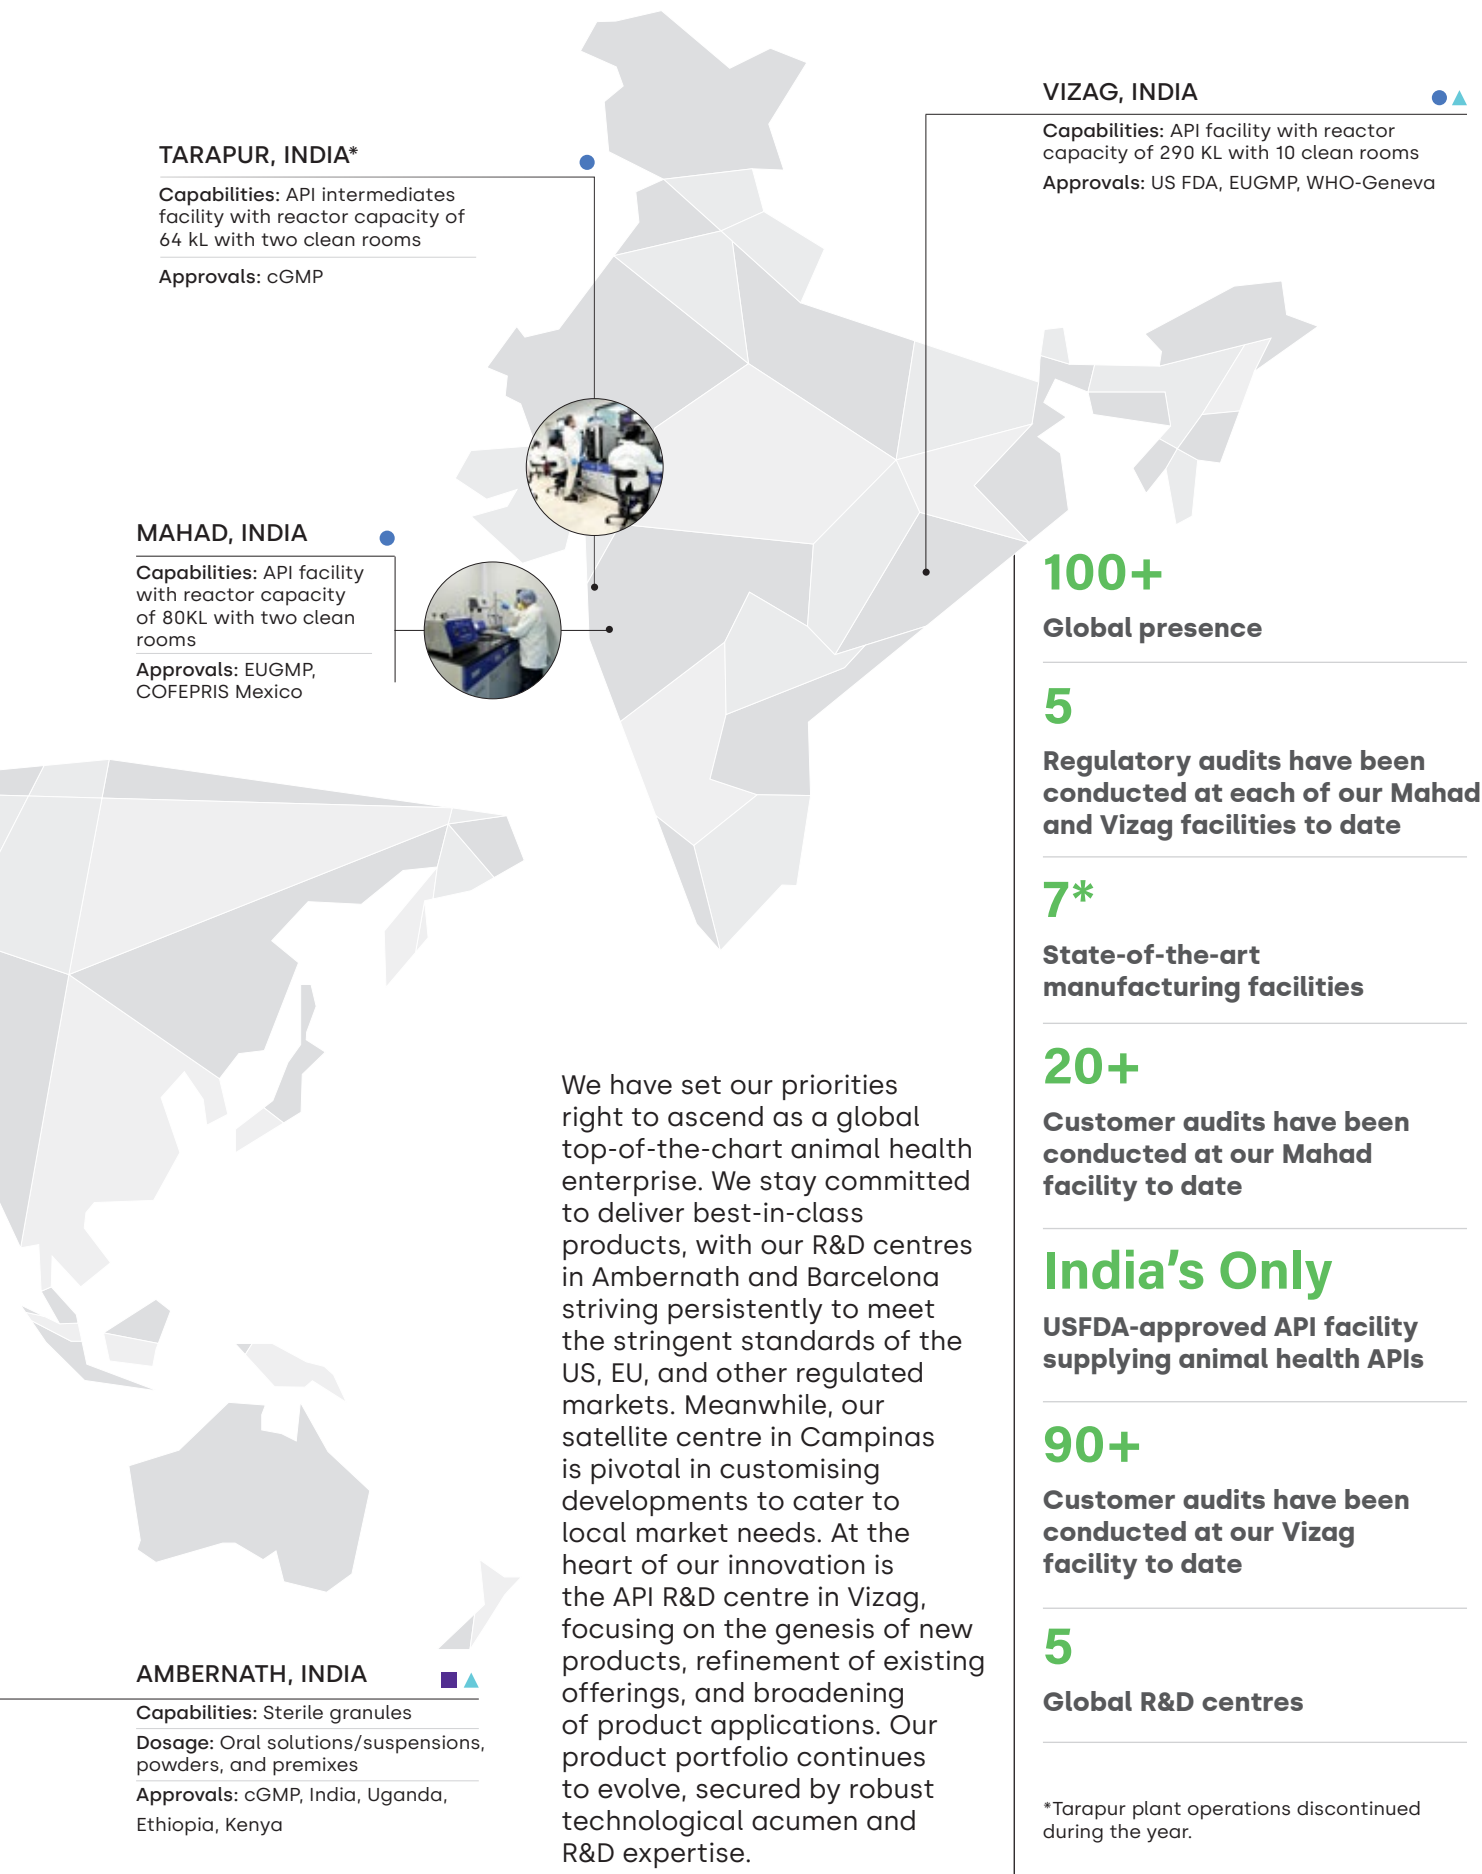 TARAPUR, INDIA*
Capabilities: API intermediates
facility with reactor capacity of
64 kL with two clean rooms
Approvals: cGMP
VIZAG, INDIA
Capabilities: API facility with reactor
capacity of 290 KL with 10 clean rooms
Approvals: US FDA, EUGMP, WHO-Geneva
MAHAD, INDIA
Capabilities: API facility
with reactor capacity
of 80KL with two clean
rooms
Approvals: EUGMP,
COFEPRIS Mexico
AMBERNATH, INDIA
Capabilities: Sterile granules
Dosage: Oral solutions/suspensions,
powders, and premixes
Approvals: cGMP, India, Uganda,
Ethiopia, Kenya
We have set our priorities
right to ascend as a global
top-of-the-chart animal health
enterprise. We stay committed
to deliver best-in-class
products, with our R&D centres
in Ambernath and Barcelona
striving persistently to meet
the stringent standards of the
US, EU, and other regulated
markets. Meanwhile, our
satellite centre in Campinas
is pivotal in customising
developments to cater to
local market needs. At the
heart of our innovation is
the API R&D centre in Vizag,
focusing on the genesis of new
products, refinement of existing
offerings, and broadening
of product applications. Our
product portfolio continues
to evolve, secured by robust
technological acumen and
R&D expertise.
100+
Global presence
5
Regulatory audits have been
conducted at each of our Mahad
and Vizag facilities to date
7*
State-of-the-art
manufacturing facilities
20+
Customer audits have been
conducted at our Mahad
facility to date
India's Only
USFDA-approved API facility
supplying animal health APIs
90+
Customer audits have been
conducted at our Vizag
facility to date
5
Global R&D centres
*Tarapur plant operations discontinued
during the year.